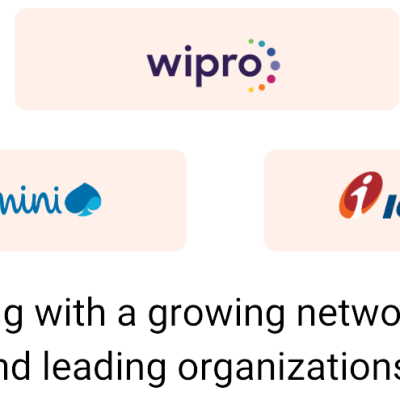 wipro
mini
g with a growing netwo
nd leading organizations